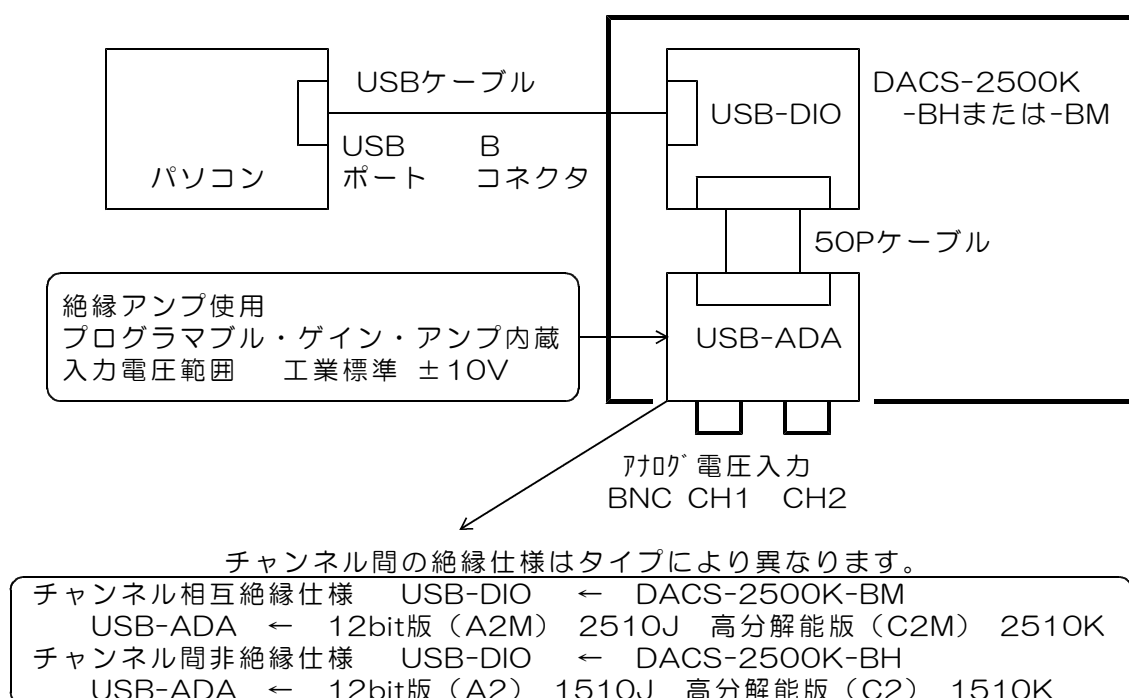 USBケーブル
USB-DIO
DACS-2500K
-BHまたは-BM
パソコン
USB B
ポート コネクタ
50Pケーブル
絶縁アンプ使用
プログラマブル・ゲイン・アンプ内蔵
入力電圧範囲 工業標準 ±10V
USB-ADA
ｱﾅﾛｸﾞ電圧入力
BNC CH1 CH2
チャンネル間の絶縁仕様はタイプにより異なります。
チャンネル相互絶縁仕様 USB-DIO ← DACS-2500K-BM
USB-ADA ← 12bit版（A2M） 2510J 高分解能版（C2M） 2510K
チャンネル間非絶縁仕様 USB-DIO ← DACS-2500K-BH
USB-ADA ← 12bit版（A2） 1510J 高分解能版（C2） 1510K